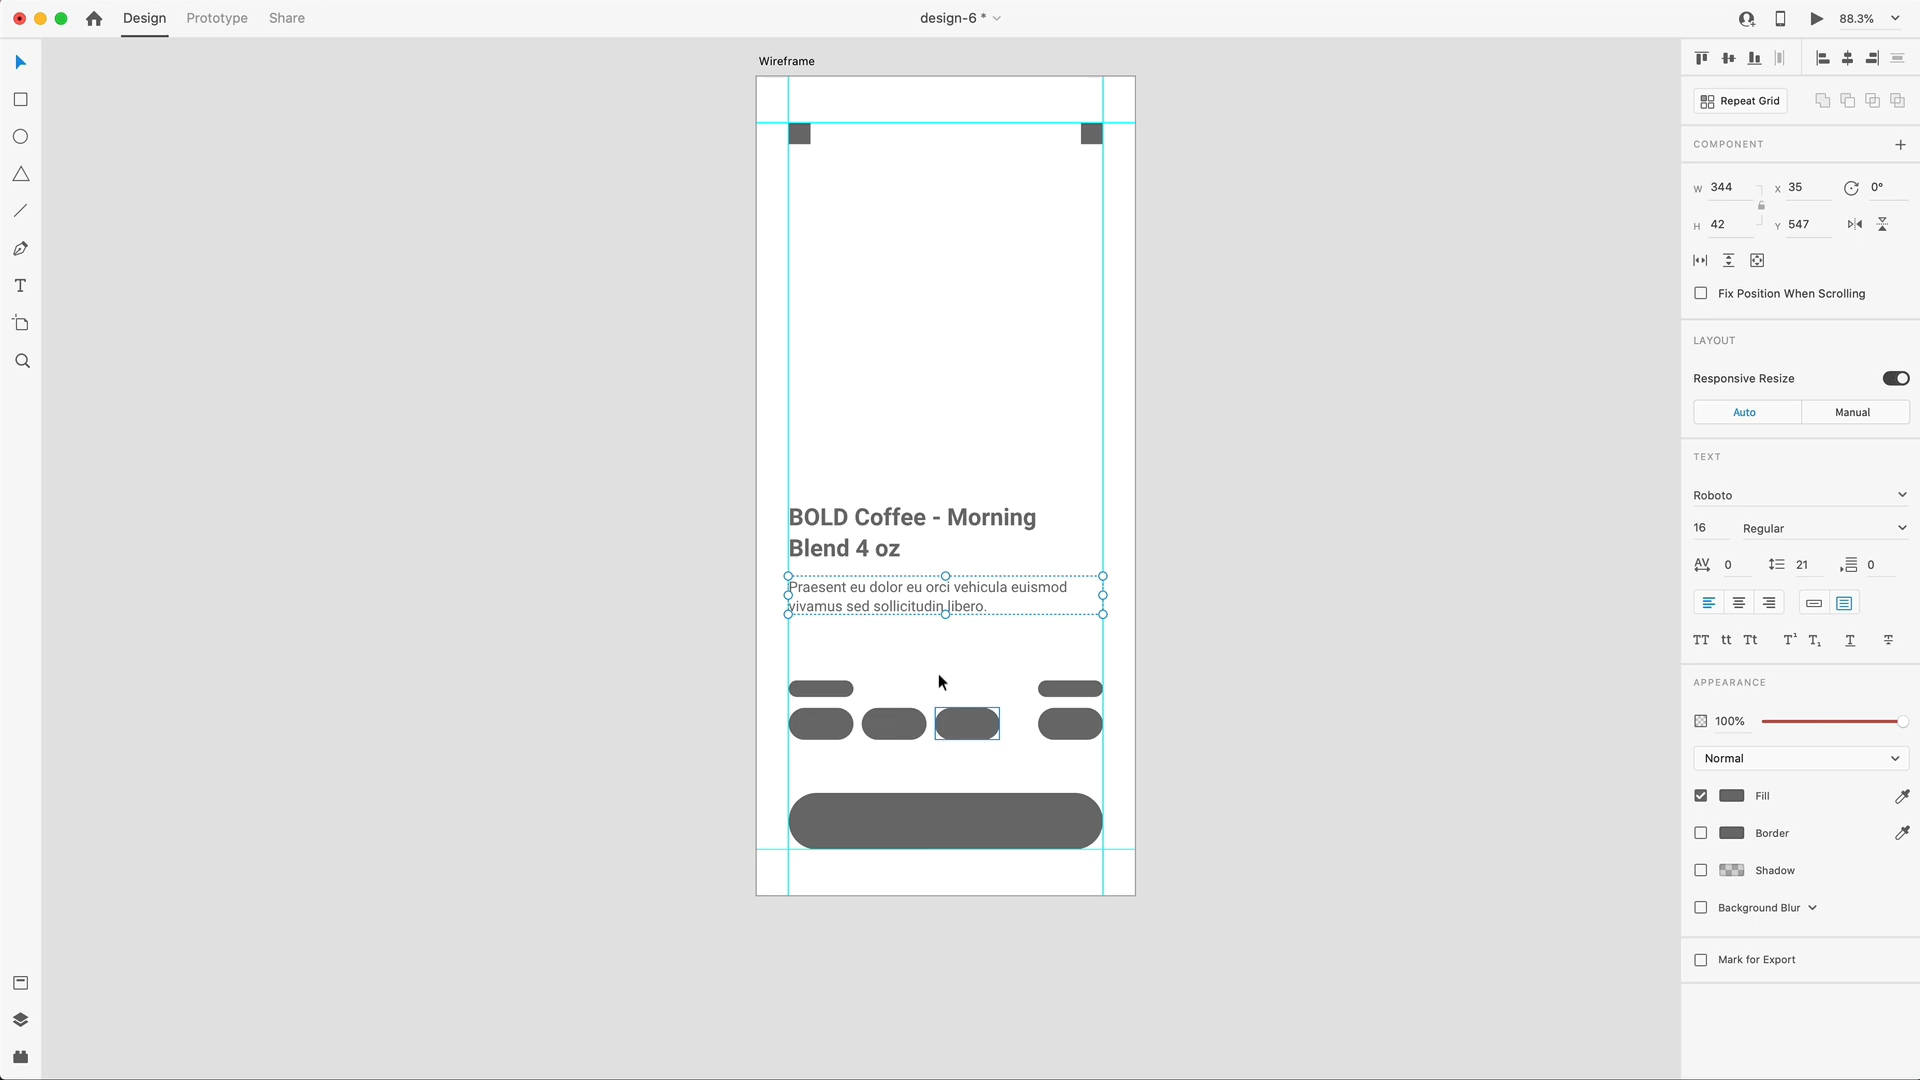 Design Prototype Share design-6 * 88.3%
Wireframe
Repeat Grid
COMPONENT
W 344 X 35 0°
H 42 Y 547
Fix Position When Scrolling
LAYOUT
Responsive Resize
Auto Manual
TEXT
Roboto
16 Regular
AV 0 21 0
TT tt Tt T¹ T₁ T T
APPEARANCE
100%
Normal
Fill
Border
Shadow
Background Blur
Mark for Export
BOLD Coffee - Morning
Blend 4 oz
Praesent eu dolor eu orci vehicula euismod
vivamus sed sollicitudin libero.